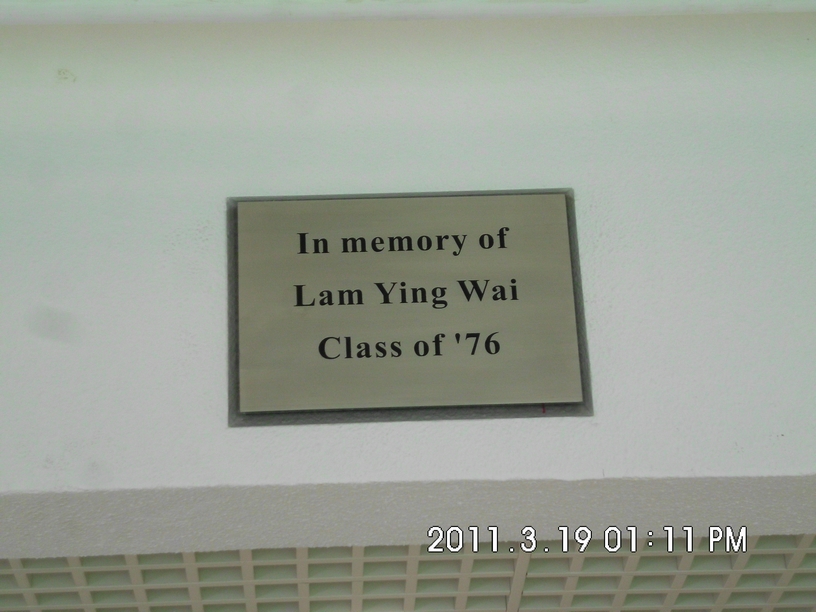 In memory of
Lam Ying Wai
Class of '76
2011.3.19 01:11 PM